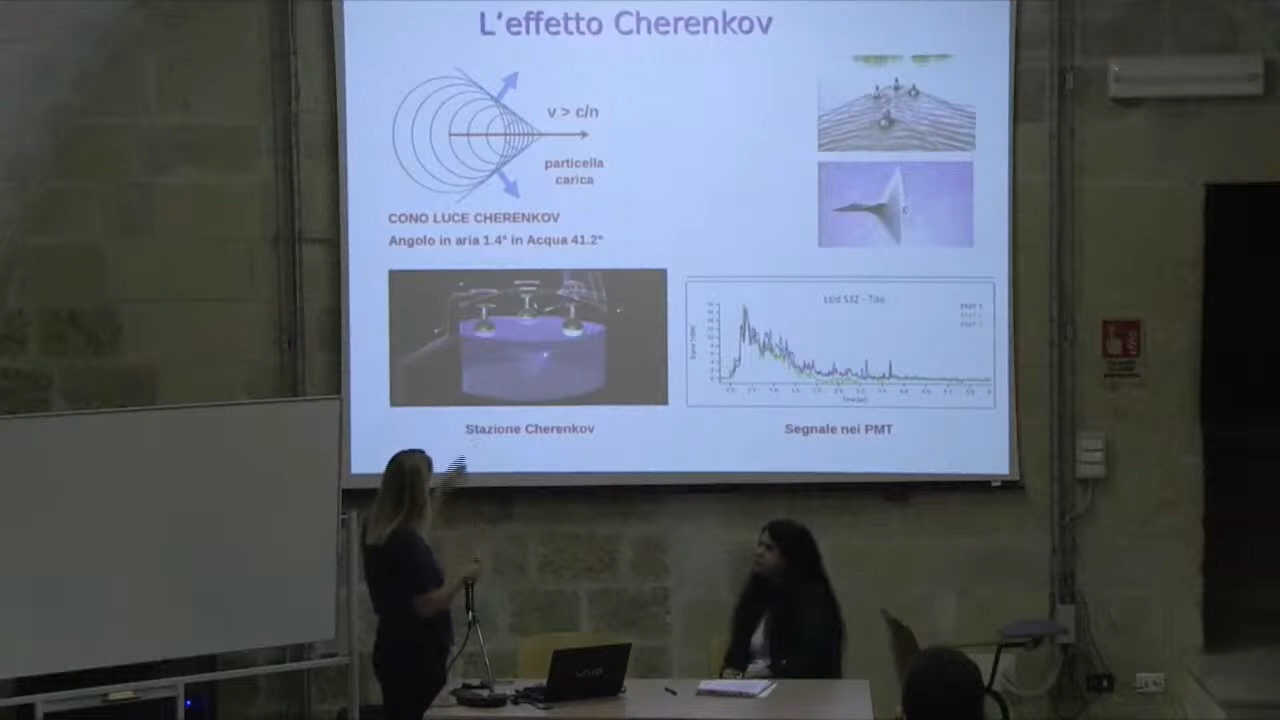 L'effetto Cherenkov
v > c/n
particella
carica
CONO LUCE CHERENKOV
Angolo in aria 1.4° in Acqua 41.2°
Stazione Cherenkov
Segnale nei PMT
VAIO